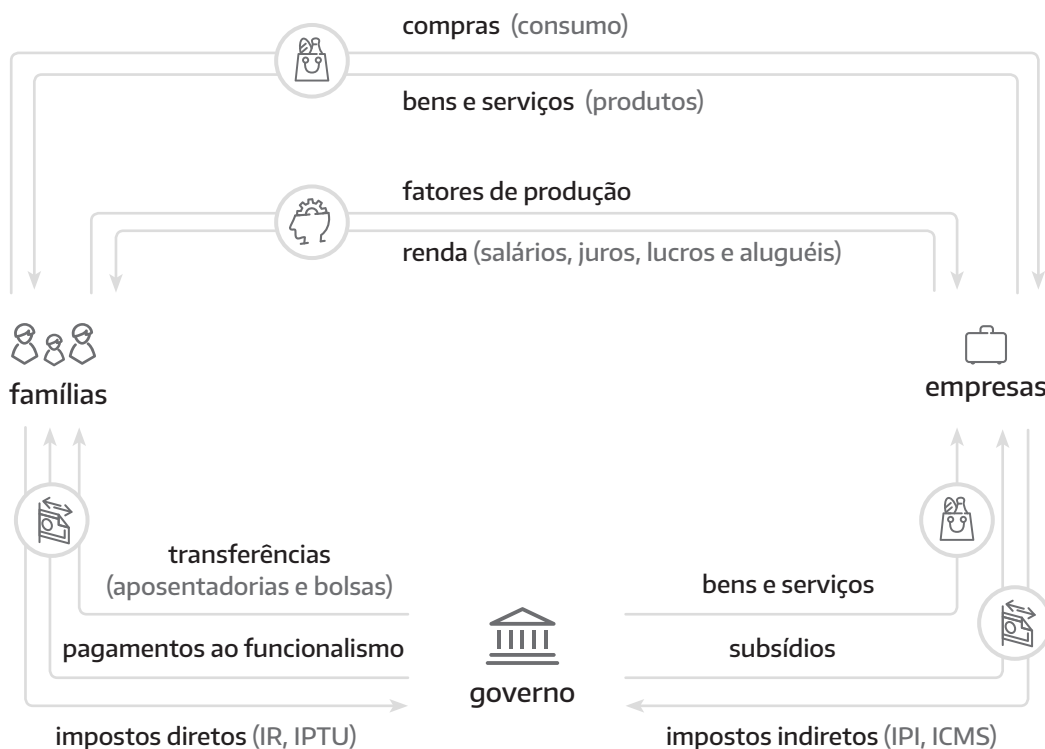 compras (consumo)
bens e serviços (produtos)
fatores de produção
renda (salários, juros, lucros e aluguéis)
famílias
empresas
transferências
(aposentadorias e bolsas)
bens e serviços
pagamentos ao funcionalismo
subsídios
governo
impostos diretos (IR, IPTU)
impostos indiretos (IPI, ICMS)